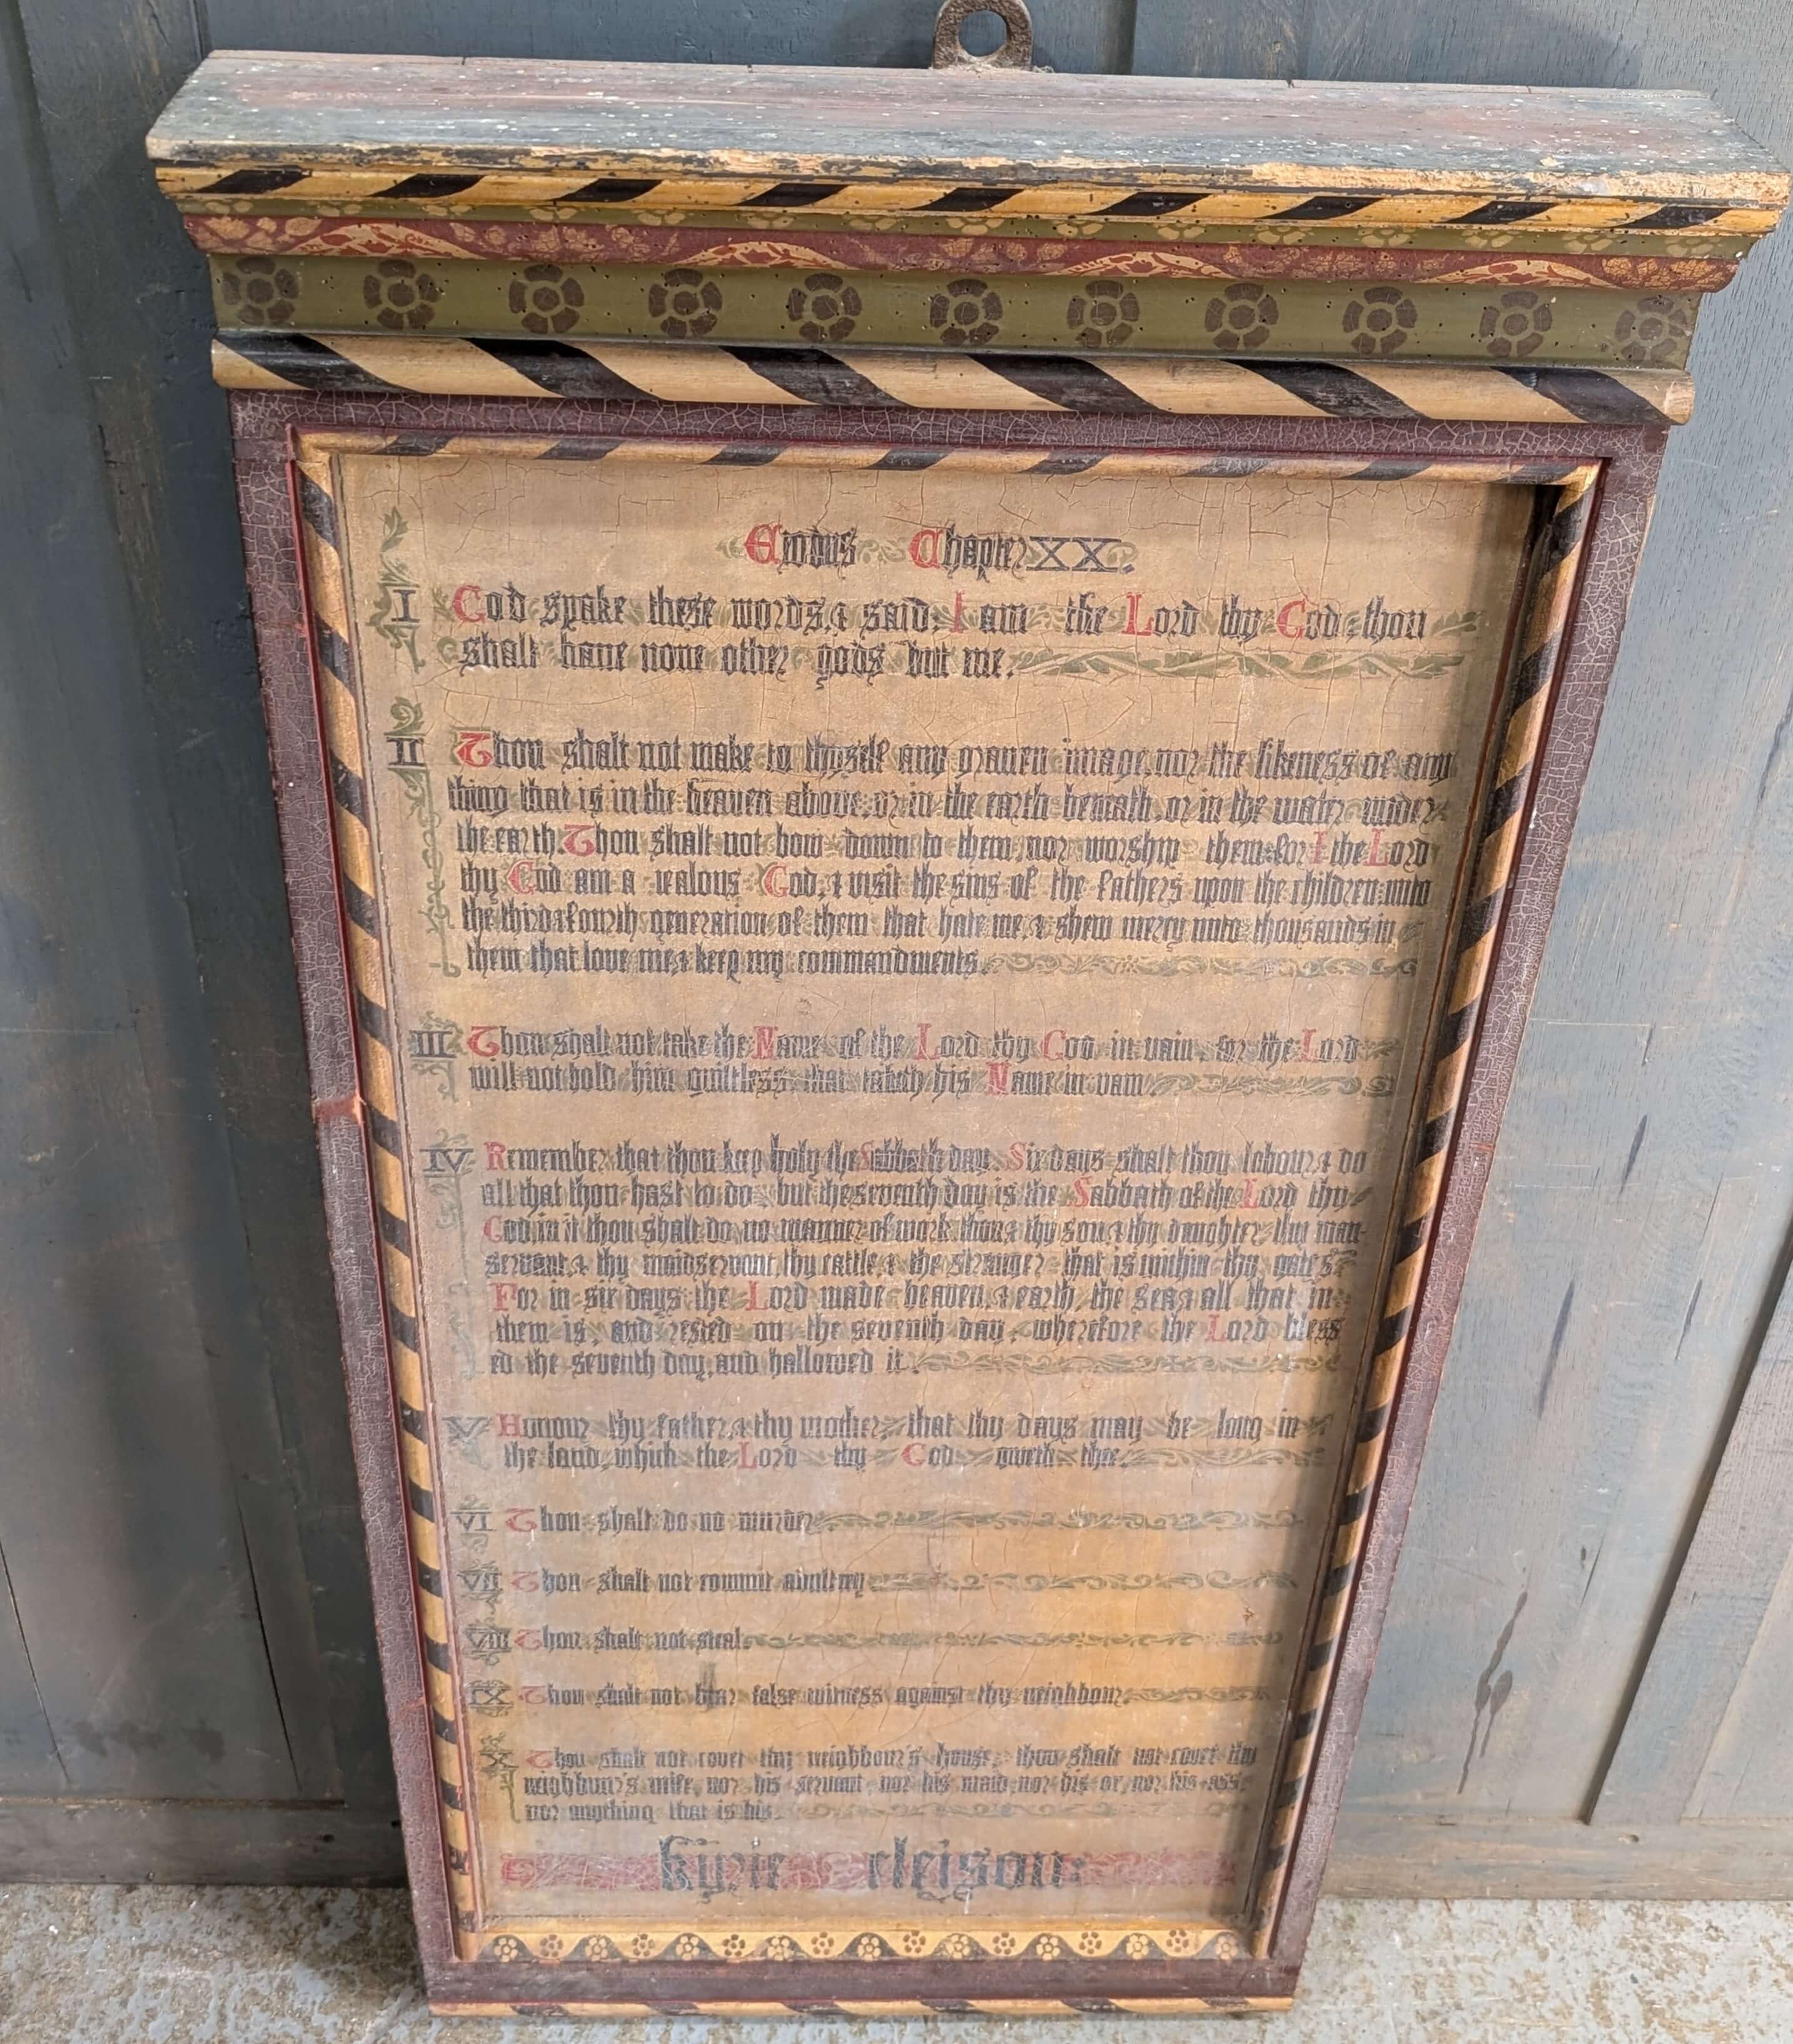 Exodus Chapter XX.
I God spake these words, & said; I am the Lord thy God: thou
shalt have none other gods but me.
II Thou shalt not make to thyself any graven image, nor the likeness of any
thing that is in the heaven above, or in the earth beneath, or in the water under
the earth. Thou shalt not bow down to them, nor worship them: for I the Lord
thy God am a jealous God, & visit the sins of the fathers upon the children unto
the third & fourth generation of them that hate me, & shew mercy unto thousands in
them that love me & keep my commandments.
III Thou shalt not take the Name of the Lord thy God in vain, for the Lord
will not hold him guiltless that taketh his Name in vain
IV Remember that thou keep holy the Sabbath day. Six days shalt thou labour & do
all that thou hast to do, but the seventh day is the Sabbath of the Lord thy
God, in it thou shalt do no manner of work, thou & thy son & thy daughter, thy man-
servant, & thy maidservant, thy cattle, & the stranger that is within thy gates.
For in six days the Lord made heaven, & earth, the sea & all that in
them is, and rested on the seventh day, wherefore the Lord bless
ed the seventh day, and hallowed it.
V Honour thy father, & thy mother, that thy days may be long in
the land, which the Lord thy God giveth thee.
VI Thou shalt do no murder
VII Thou shalt not commit adultery
VIII Thou shalt not steal.
IX Thou shalt not bear false witness against thy neighbour.
X Thou shalt not covet thy neighbour's house, thou shalt not covet thy
neighbour's wife, nor his servant, nor his maid, nor his ox, nor his ass,
nor anything that is his.
kyrie eleison